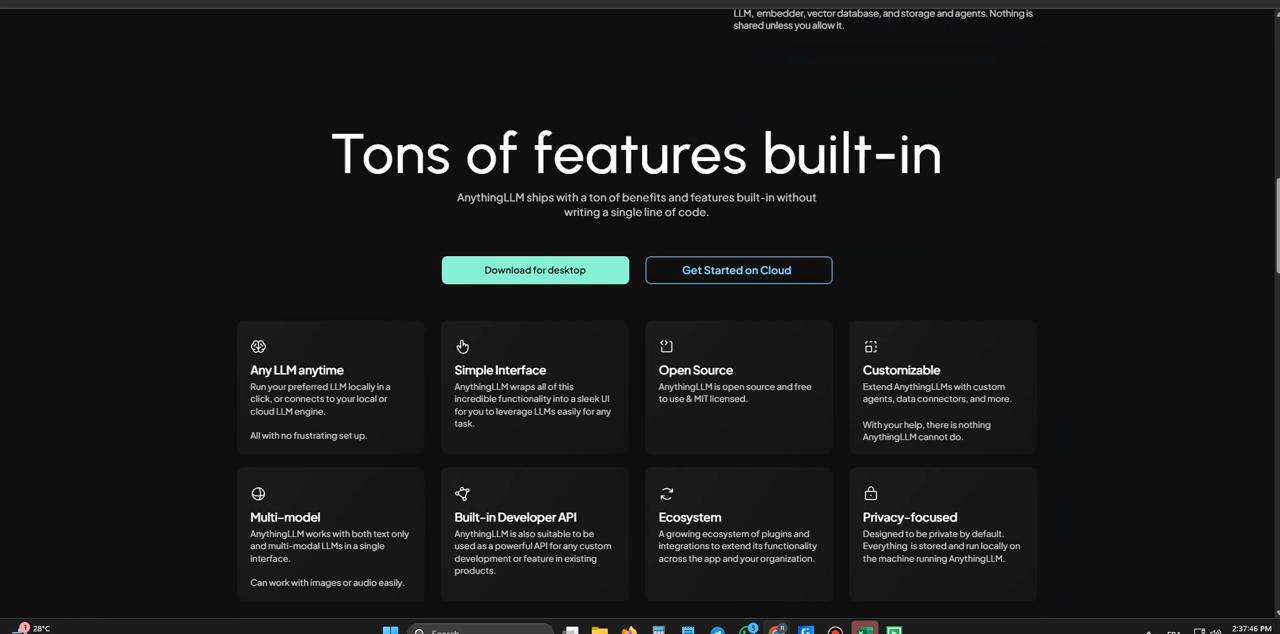 LLM, embedder, vector database, and storage and agents. Nothing is
shared unless you allow it.
Tons of features built-in
AnythingLLM ships with a ton of benefits and features built-in without
writing a single line of code.
Download for desktop
Get Started on Cloud
Any LLM anytime
Run your preferred LLM locally in a
click, or connects to your local or
cloud LLM engine.
All with no frustrating set up.
Simple Interface
AnythingLLM wraps all of this
incredible functionality into a sleek UI
for you to leverage LLMs easily for any
task.
Open Source
AnythingLLM is open source and free
to use & MIT licensed.
Customizable
Extend AnythingLLMs with custom
agents, data connectors, and more.
With your help, there is nothing
AnythingLLM cannot do.
Multi-model
AnythingLLM works with both text only
and multi-modal LLMs in a single
interface.
Can work with images or audio easily.
Built-in Developer API
AnythingLLM is also suitable to be
used as a powerful API for any custom
development or feature in existing
products.
Ecosystem
A growing ecosystem of plugins and
integrations to extend its functionality
across the app and your organization.
Privacy-focused
Designed to be private by default.
Everything is stored and run locally on
the machine running AnythingLLM.
1
28°C
Search
3
2:37:46 PM